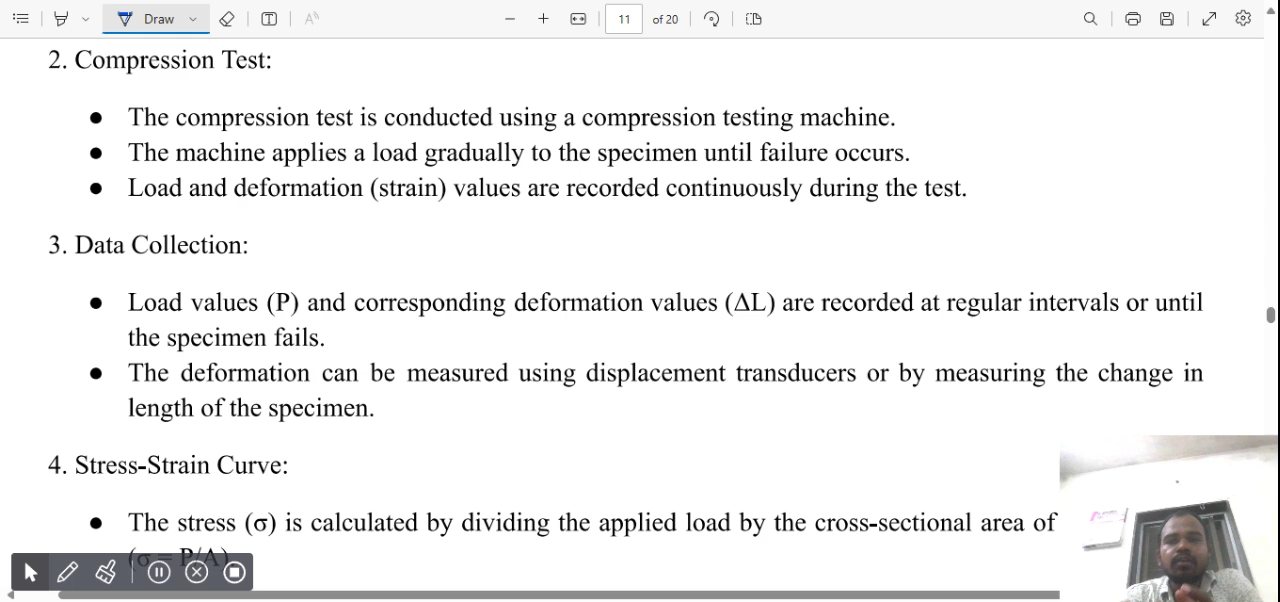 Draw
11 of 20
2. Compression Test:
● The compression test is conducted using a compression testing machine.
● The machine applies a load gradually to the specimen until failure occurs.
● Load and deformation (strain) values are recorded continuously during the test.
3. Data Collection:
● Load values (P) and corresponding deformation values (ΔL) are recorded at regular intervals or until
the specimen fails.
● The deformation can be measured using displacement transducers or by measuring the change in
length of the specimen.
4. Stress-Strain Curve:
● The stress (σ) is calculated by dividing the applied load by the cross-sectional area of
(σ = P/A)